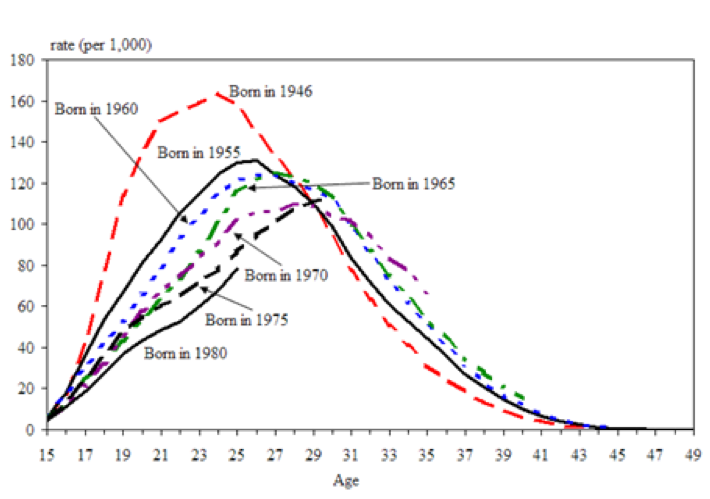 rate (per 1,000)
180
160
140
120
100
80
60
40
20
0
Born in 1946
Born in 1960
Born in 1955
Born in 1965
Born in 1970
Born in 1975
Born in 1980
15 17 19 21 23 25 27 29 31 33 35 37 39 41 43 45 47 49
Age